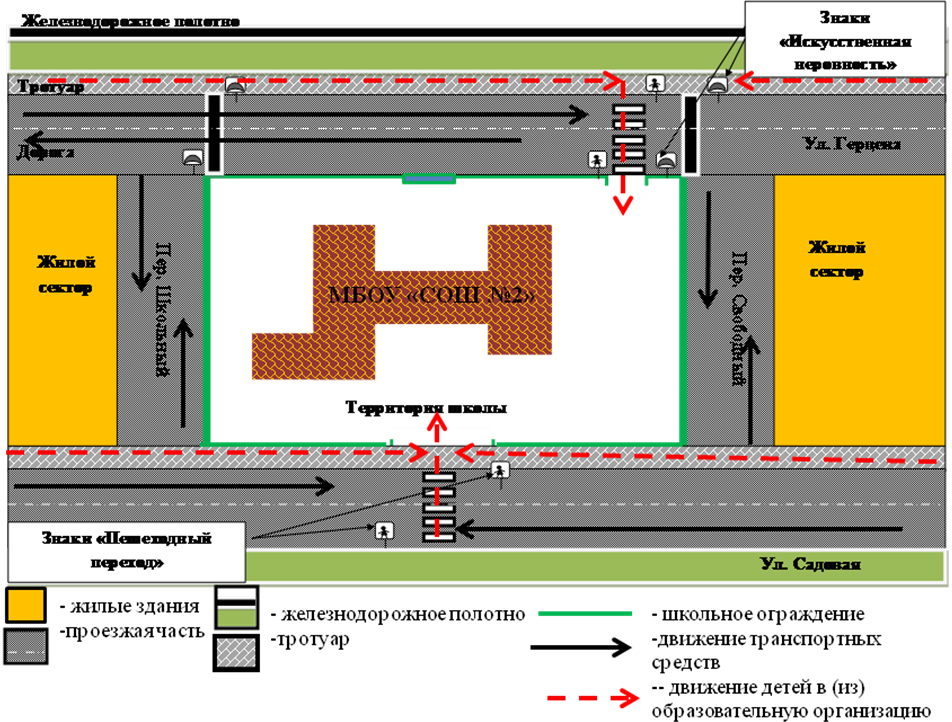 Железнодорожное полотно
Знаки
«Искусственная
неровность»
Тротуар
Дорога
Ул. Герцена
Жилой
сектор
Пер. Школьный
МБОУ «СОШ №2»
Пер. Свободный
Жилой
сектор
Территория школы
Знаки «Пешеходный
переход»
Ул. Садовая
- жилые здания
-проезжая часть
- железнодорожное полотно
-тротуар
- школьное ограждение
-движение транспортных
средств
-- движение детей в (из)
образовательную организацию